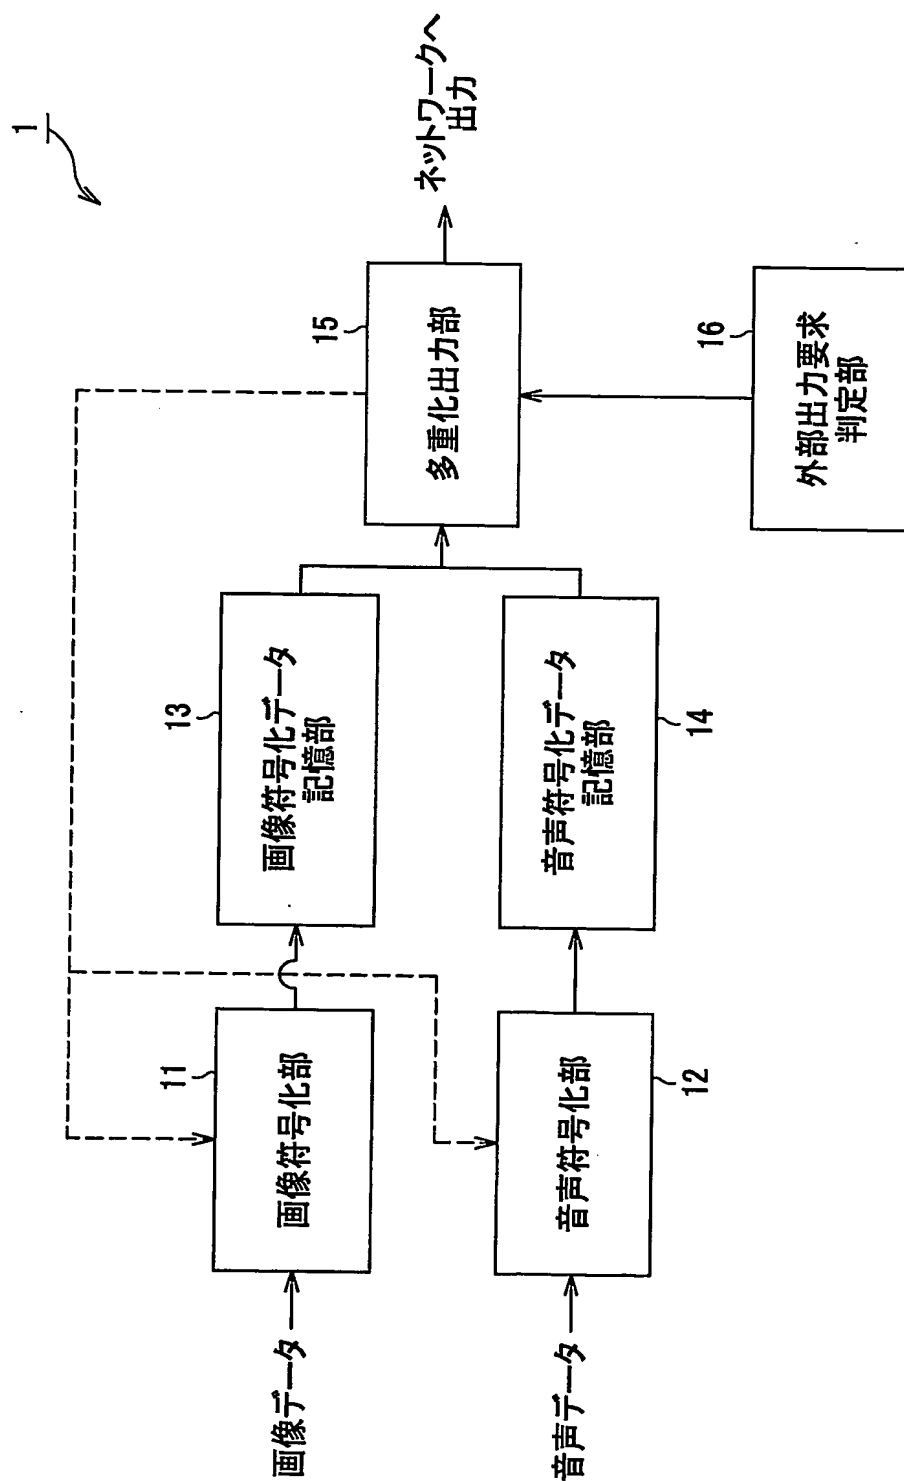 1
画像データ
11
画像符号化部
13
画像符号化データ
記憶部
15
多重化出力部
ネットワークへ
出力
音声データ
12
音声符号化部
14
音声符号化データ
記憶部
16
外部出力要求
判定部